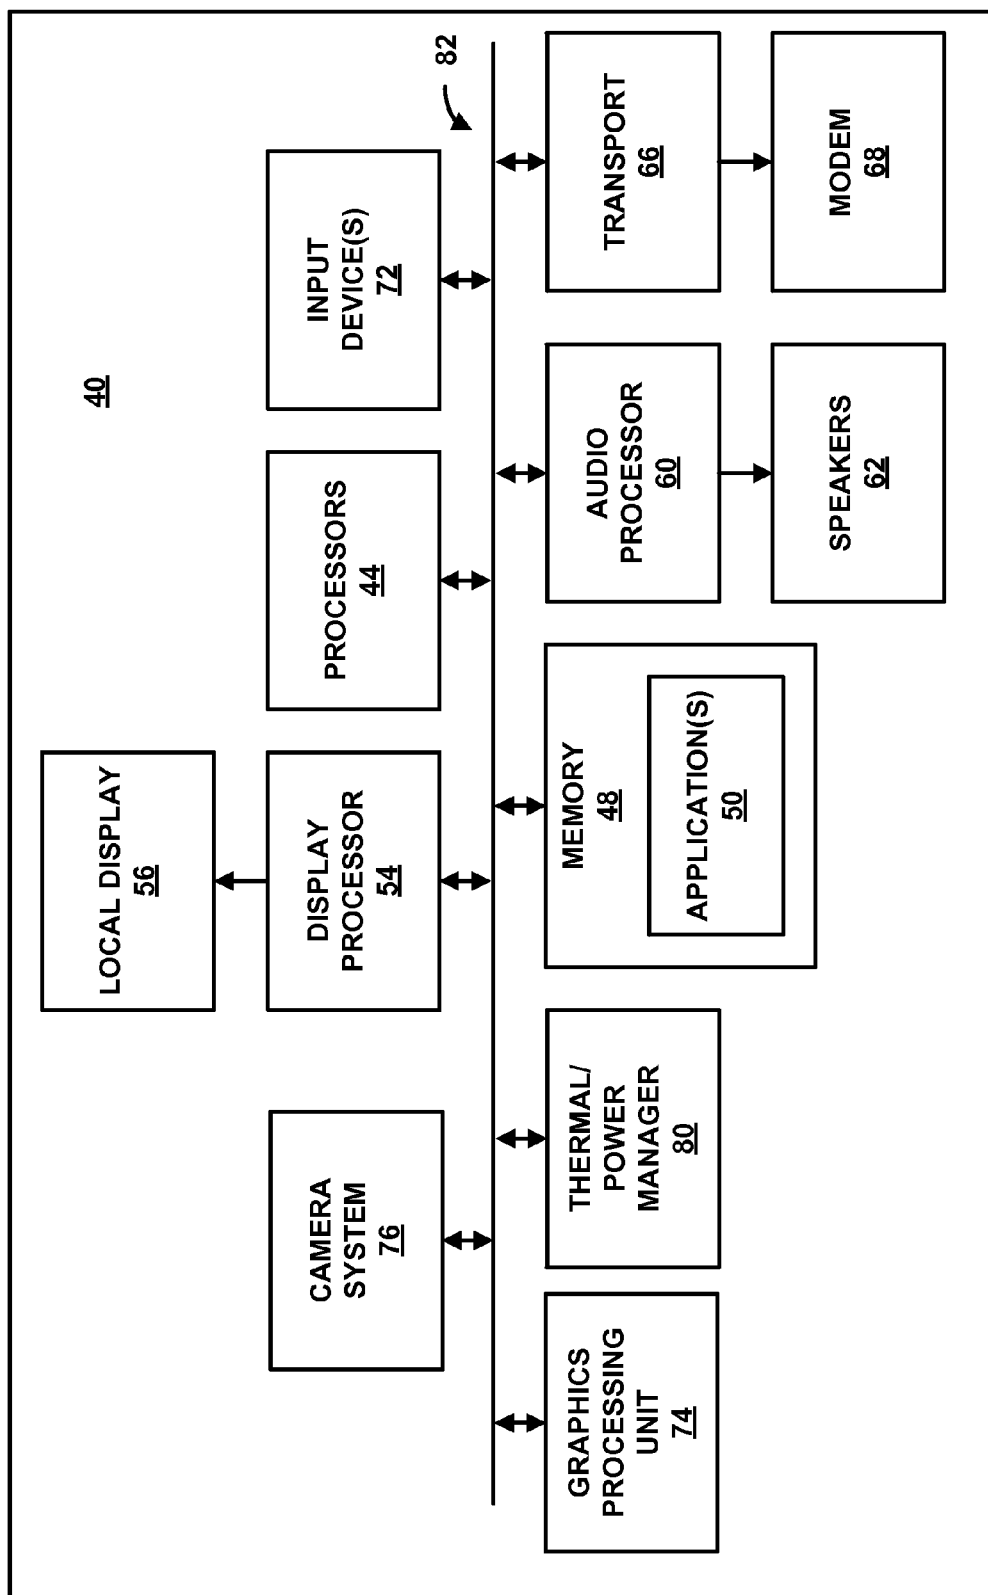 40
82
LOCAL DISPLAY
56
CAMERA
SYSTEM
76
DISPLAY
PROCESSOR
54
PROCESSORS
44
INPUT
DEVICE(S)
72
GRAPHICS
PROCESSING
UNIT
74
THERMAL/
POWER
MANAGER
80
MEMORY
48
APPLICATION(S)
50
AUDIO
PROCESSOR
60
TRANSPORT
66
SPEAKERS
62
MODEM
68